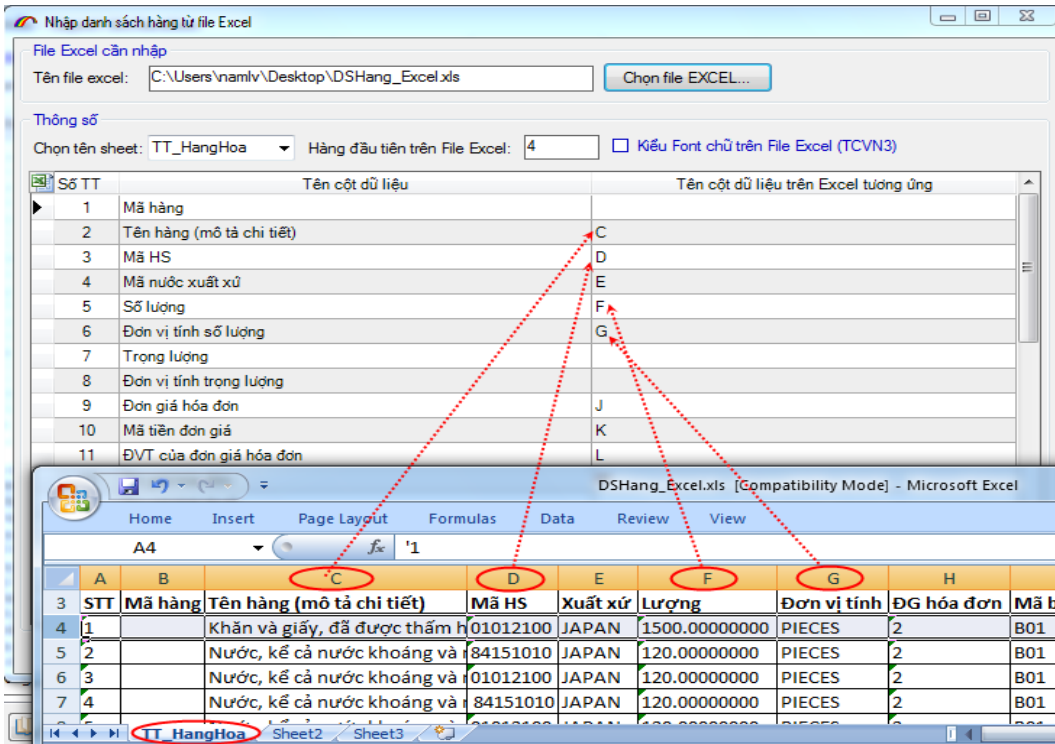 Nhập danh sách hàng từ file Excel
File Excel cần nhập
Tên file excel: C:\Users\namlv\Desktop\DSHang_Excel.xls Chọn file EXCEL...
Thông số
Chọn tên sheet: TT_HangHoa Hàng đầu tiên trên File Excel: 4 Kiểu Font chữ trên File Excel (TCVN3)
Số TT Tên cột dữ liệu Tên cột dữ liệu trên Excel tương ứng
1 Mã hàng
2 Tên hàng (mô tả chi tiết) C
3 Mã HS D
4 Mã nước xuất xứ E
5 Số lượng F
6 Đơn vị tính số lượng G
7 Trọng lượng
8 Đơn vị tính trọng lượng
9 Đơn giá hóa đơn J
10 Mã tiền đơn giá K
11 ĐVT của đơn giá hóa đơn L
DSHang_Excel.xls [Compatibility Mode] - Microsoft Excel
Home Insert Page Layout Formulas Data Review View
A4 fx '1
A B C D E F G H
3 STT Mã hàng Tên hàng (mô tả chi tiết) Mã HS Xuất xứ Lượng Đơn vị tính ĐG hóa đơn Mã b
4 1 Khăn và giấy, đã được thấm h 01012100 JAPAN 1500.00000000 PIECES 2 B01
5 2 Nước, kể cả nước khoáng và r 84151010 JAPAN 120.00000000 PIECES 2 B01
6 3 Nước, kể cả nước khoáng và r 01012100 JAPAN 120.00000000 PIECES 2 B01
7 4 Nước, kể cả nước khoáng và r 84151010 JAPAN 120.00000000 PIECES 2 B01
TT_HangHoa Sheet2 Sheet3